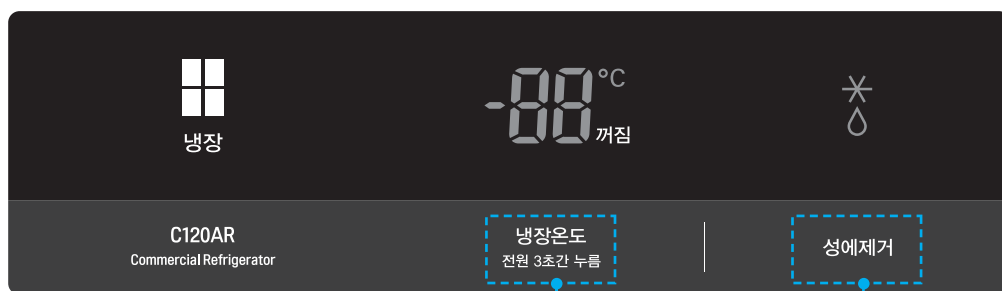 냉장
-88°C
꺼짐
C120AR
Commercial Refrigerator
냉장온도
전원 3초간 누름
성에제거